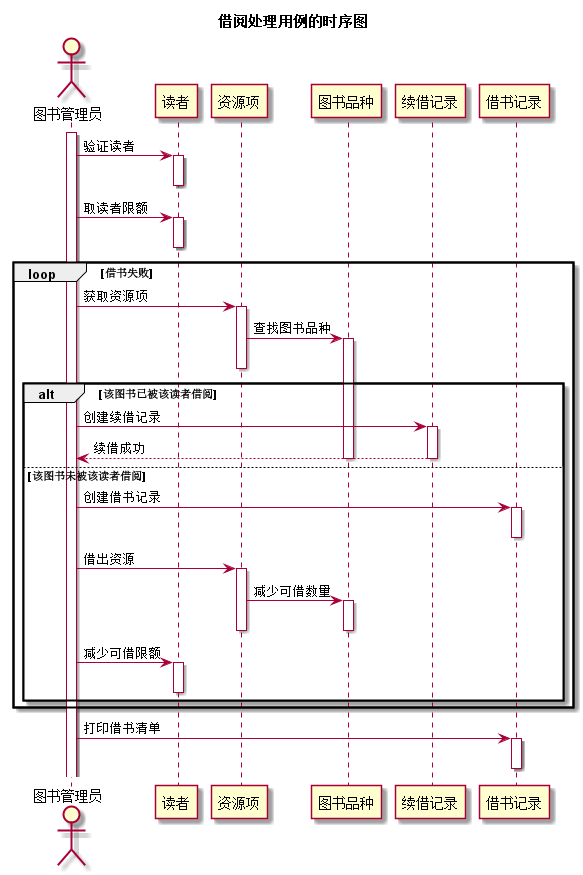 借阅处理用例的时序图
图书管理员
读者
资源项
图书品种
续借记录
借书记录
验证读者
取读者限额
loop
[借书失败]
获取资源项
查找图书品种
alt
[该图书已被该读者借阅]
创建续借记录
续借成功
[该图书未被该读者借阅]
创建借书记录
借出资源
减少可借数量
减少可借限额
打印借书清单
图书管理员
读者
资源项
图书品种
续借记录
借书记录